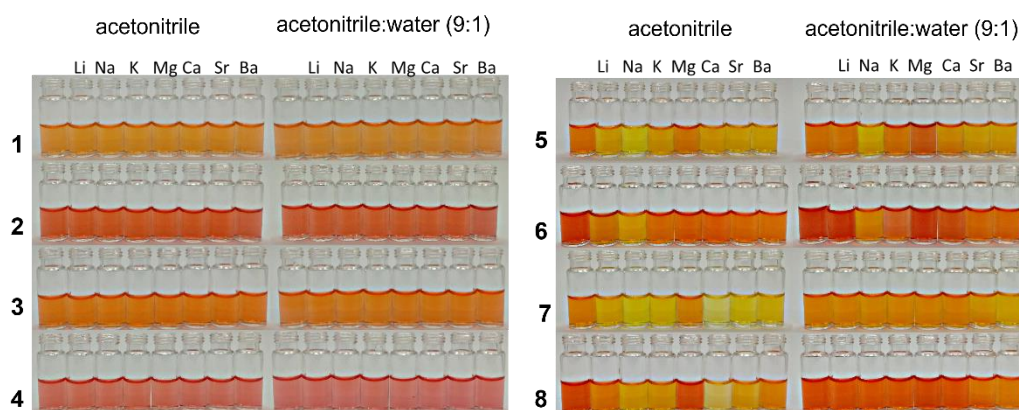 acetonitrile acetonitrile:water (9:1)
Li Na K Mg Ca Sr Ba Li Na K Mg Ca Sr Ba
1
2
3
4
acetonitrile acetonitrile:water (9:1)
Li Na K Mg Ca Sr Ba Li Na K Mg Ca Sr Ba
5
6
7
8